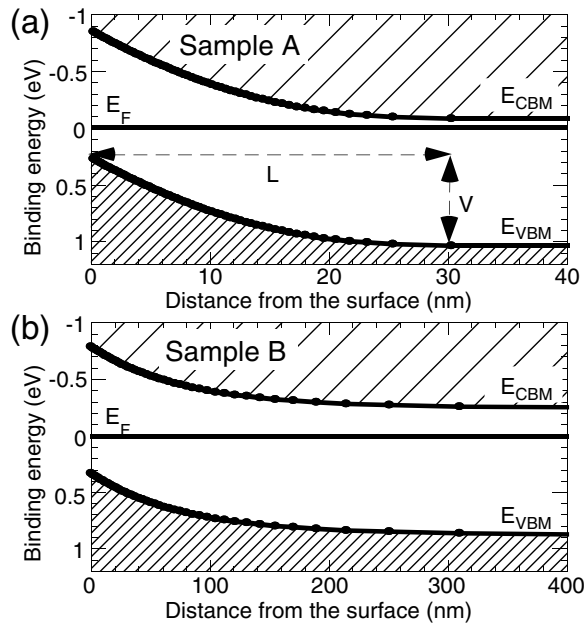 (a)
Sample A
-1
-0.5
0
0.5
1
Binding energy (eV)
E_CBM
E_F
L
V
E_VBM
0 10 20 30 40
Distance from the surface (nm)
(b)
Sample B
-1
-0.5
0
0.5
1
Binding energy (eV)
E_CBM
E_F
E_VBM
0 100 200 300 400
Distance from the surface (nm)